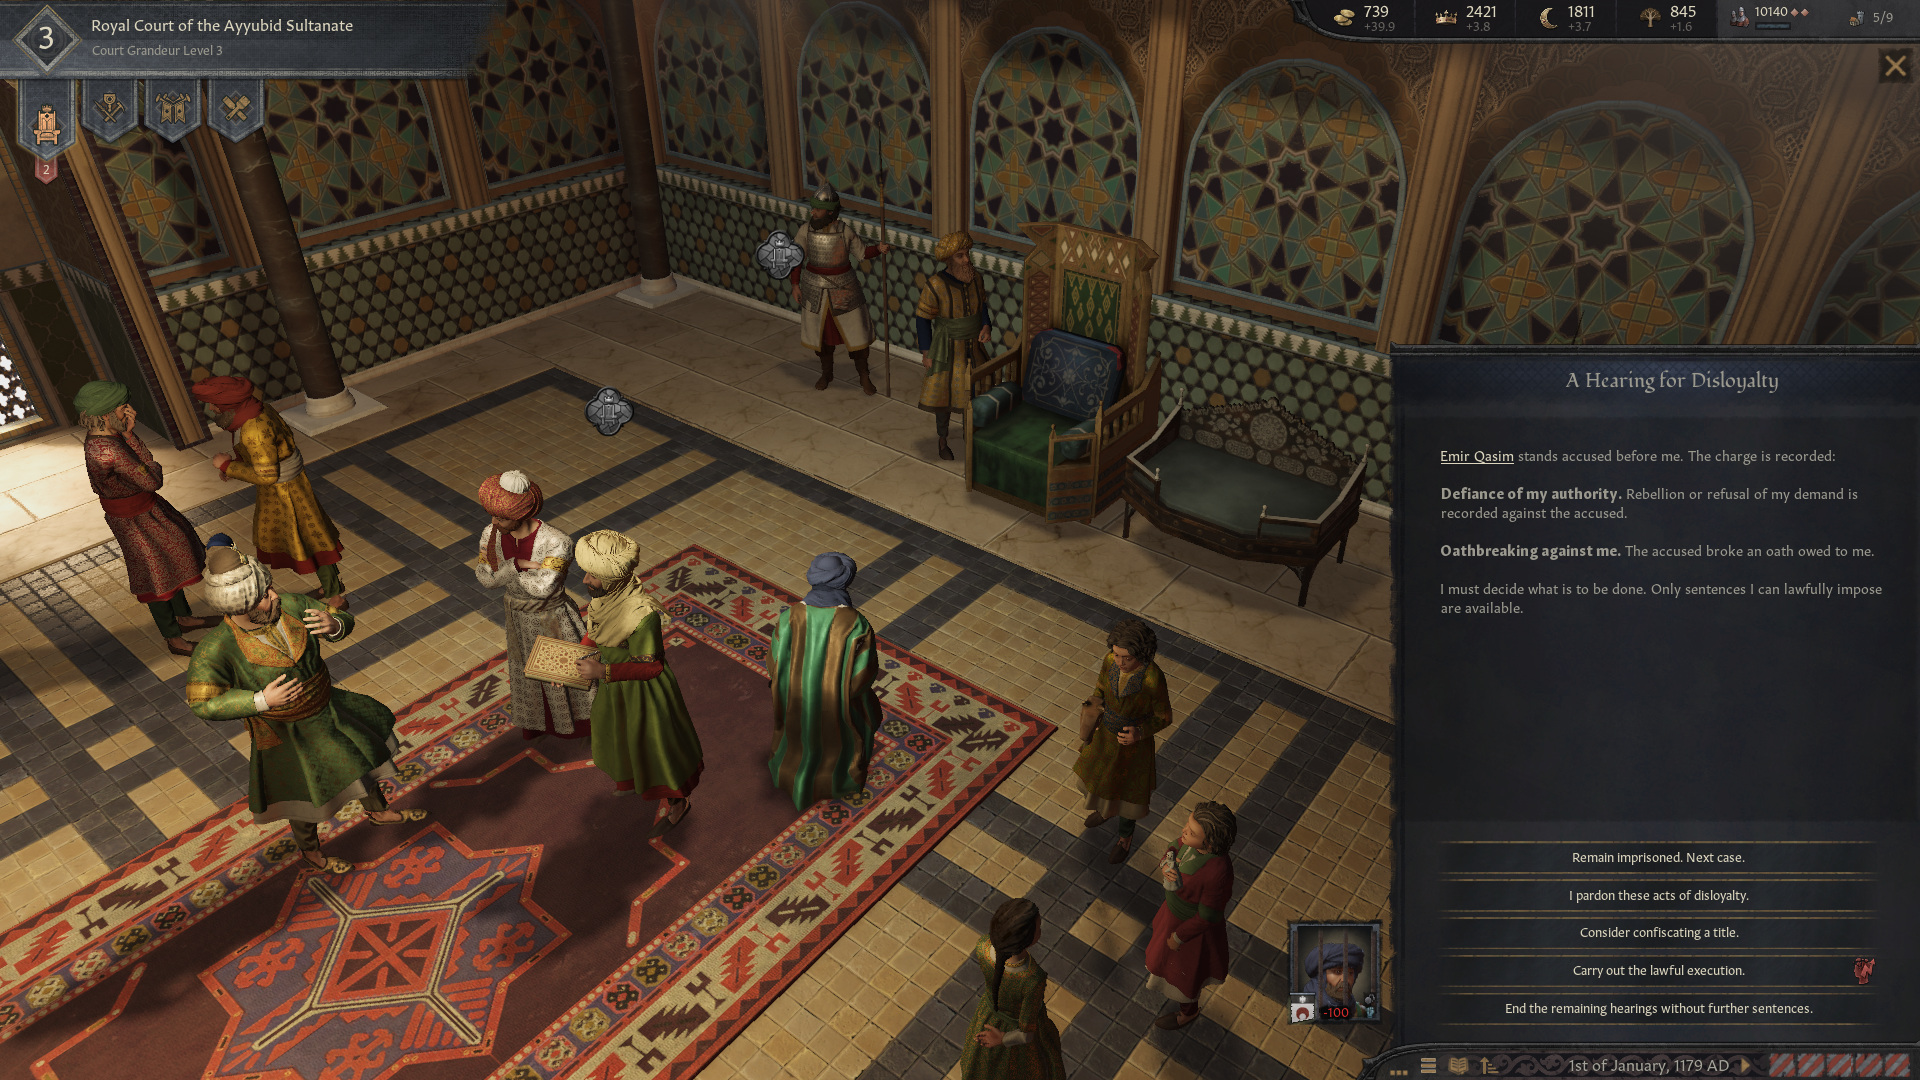 3
Royal Court of the Ayyubid Sultanate
Court Grandeur Level 3
2
739
+39.9
2421
+3.8
1811
+3.7
845
+1.6
10140
5/9
A Hearing for Disloyalty
Emir Qasim stands accused before me. The charge is recorded:
Defiance of my authority. Rebellion or refusal of my demand is
recorded against the accused.
Oathbreaking against me. The accused broke an oath owed to me.
I must decide what is to be done. Only sentences I can lawfully impose
are available.
Remain imprisoned. Next case.
I pardon these acts of disloyalty.
Consider confiscating a title.
Carry out the lawful execution.
End the remaining hearings without further sentences.
-100
1st of January, 1179 AD